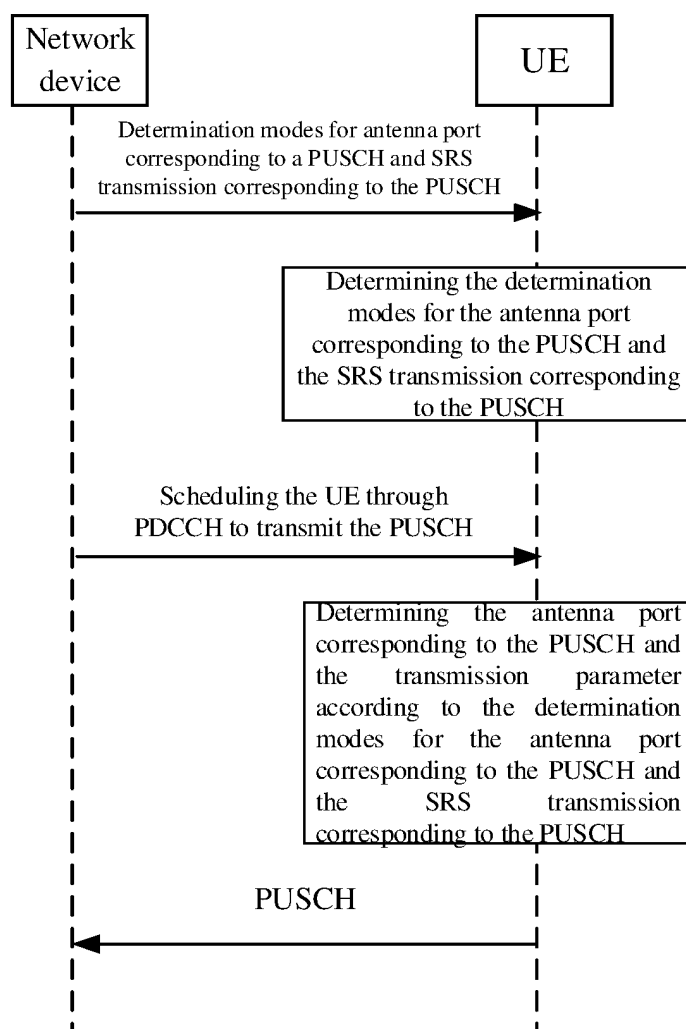 Network
device
UE
Determination modes for antenna port
corresponding to a PUSCH and SRS
transmission corresponding to the PUSCH
Determining the determination
modes for the antenna port
corresponding to the PUSCH and
the SRS transmission corresponding
to the PUSCH
Scheduling the UE through
PDCCH to transmit the PUSCH
Determining the antenna port
corresponding to the PUSCH and
the transmission parameter
according to the determination
modes for the antenna port
corresponding to the PUSCH and
the SRS transmission
corresponding to the PUSCH
PUSCH